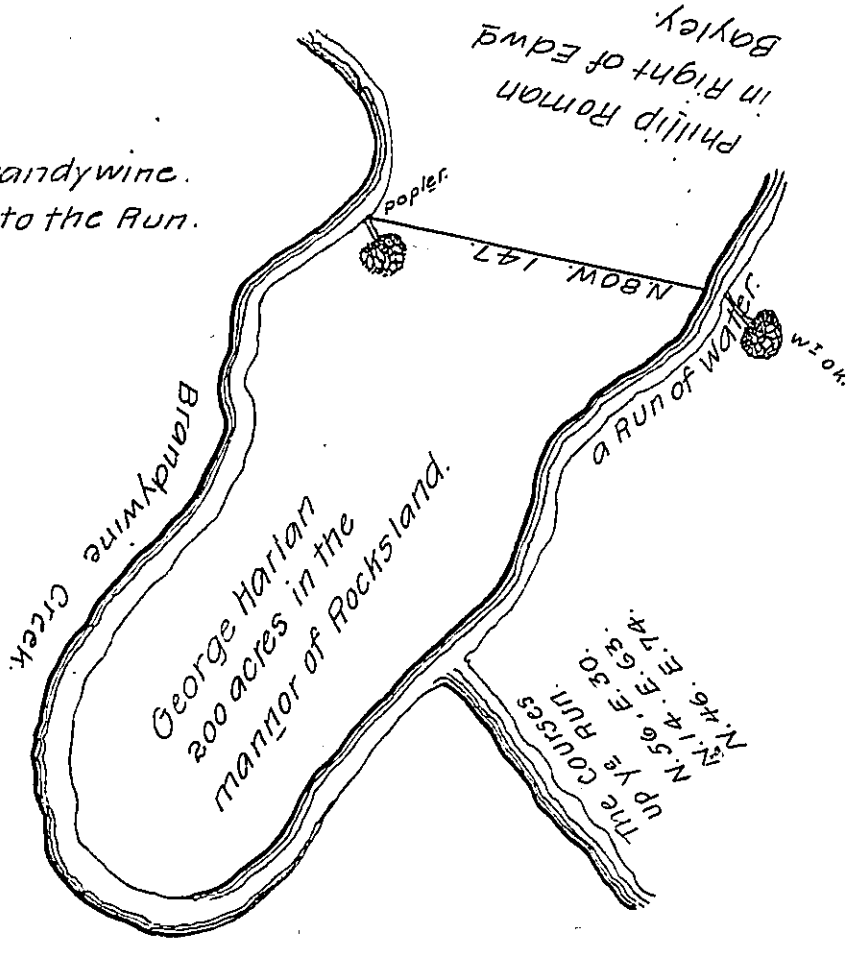 Phillip Roman
in Right of Edwd
Bayley.
andywine.
to the Run.
popler.
N.80W. 147.
a Run of Water.
w I ok.
Brandywine Creek.
George Harlan
200 acres in the
mannor of Rocksland.
The courses
up ye Run.
N.56.E.30.
N.14.E.63.
N.46.E.74.